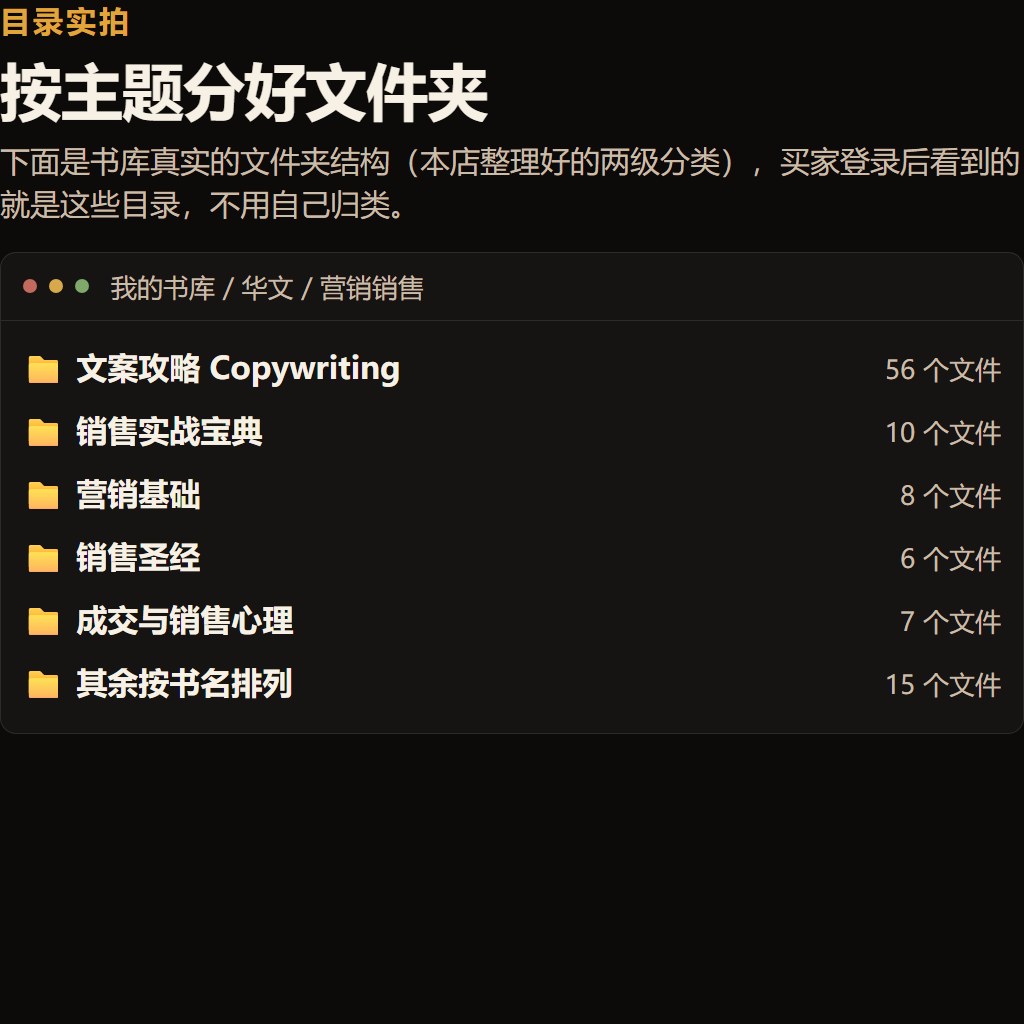 目录实拍
按主题分好文件夹
下面是书库真实的文件夹结构（本店整理好的两级分类），买家登录后看到的
就是这些目录，不用自己归类。
我的书库 / 华文 / 营销销售
文案攻略 Copywriting 56 个文件
销售实战宝典 10 个文件
营销基础 8 个文件
销售圣经 6 个文件
成交与销售心理 7 个文件
其余按书名排列 15 个文件